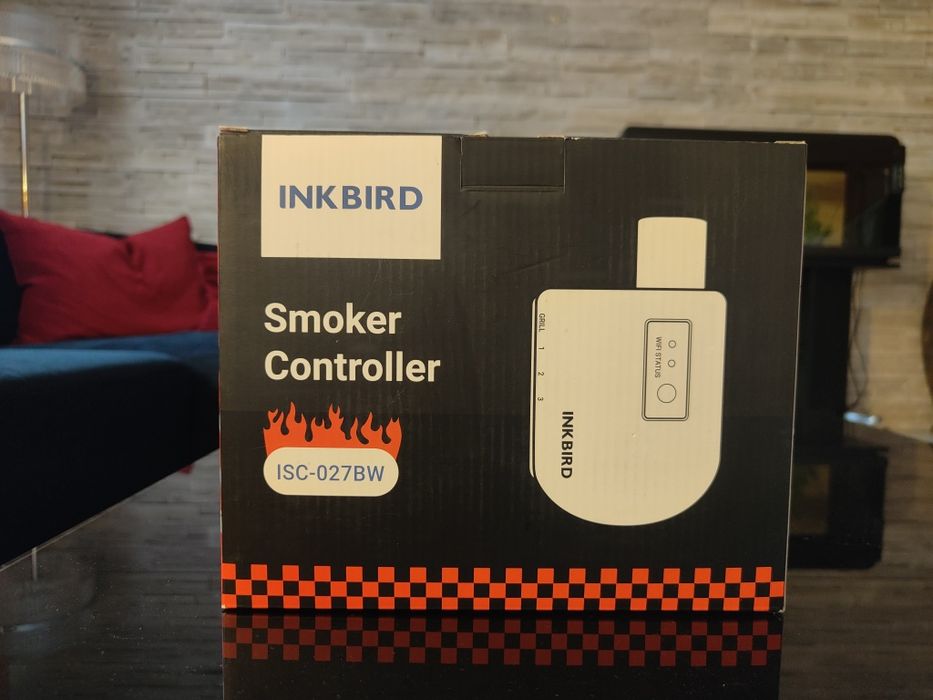 INKBIRD
Smoker
Controller
ISC-027BW
GRILL 1 2 3
WIFI STATUS
INKBIRD